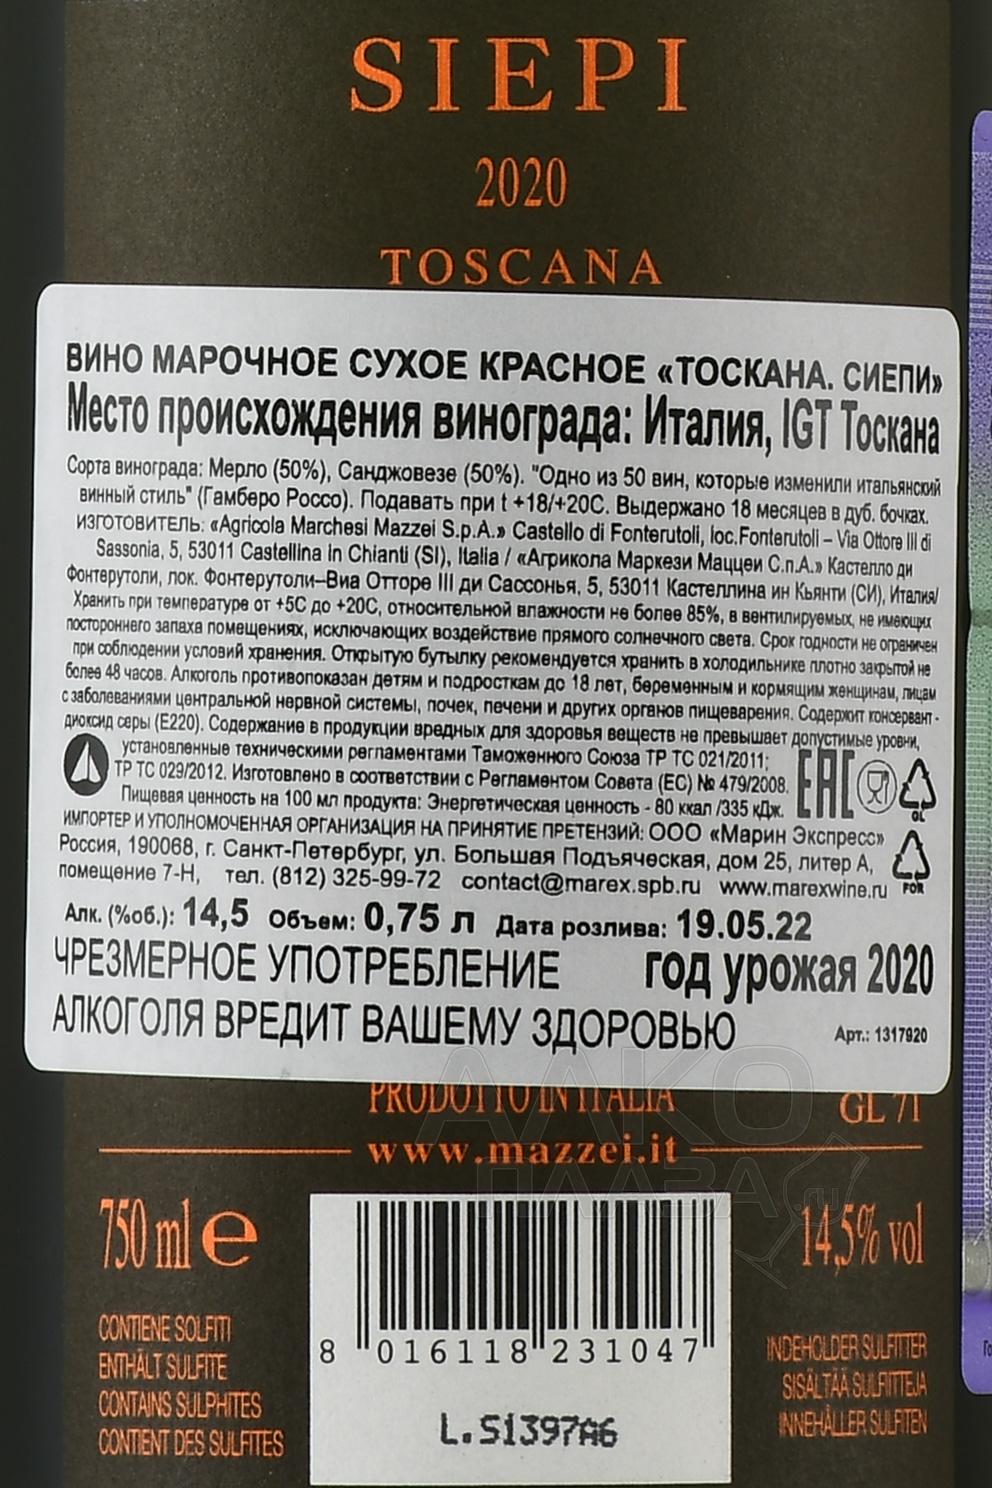 SIEPI
2020
TOSCANA
ВИНО МАРОЧНОЕ СУХОЕ КРАСНОЕ «ТОСКАНА. СИЕПИ»
Место происхождения винограда: Италия, IGT Тоскана
Сорта винограда: Мерло (50%), Санджовезе (50%). "Одно из 50 вин, которые изменили итальянский
винный стиль" (Гамберо Россо). Подавать при t +18/+20С. Выдержано 18 месяцев в дуб. бочках.
ИЗГОТОВИТЕЛЬ: «Agricola Marchesi Mazzei S.p.A.» Castello di Fonterutoli, loc.Fonterutoli – Via Ottore III di
Sassonia, 5, 53011 Castellina in Chianti (SI), Italia / «Агрикола Маркези Маццеи С.п.А.» Кастелло ди
Фонтерутоли, лок. Фонтерутоли–Виа Отторе III ди Сассонья, 5, 53011 Кастеллина ин Кьянти (СИ), Италия/
Хранить при температуре от +5С до +20С, относительной влажности не более 85%, в вентилируемых, не имеющих
постороннего запаха помещениях, исключающих воздействие прямого солнечного света. Срок годности не ограничен
при соблюдении условий хранения. Открытую бутылку рекомендуется хранить в холодильнике плотно закрытой не
более 48 часов. Алкоголь противопоказан детям и подросткам до 18 лет, беременным и кормящим женщинам, лицам
с заболеваниями центральной нервной системы, почек, печени и других органов пищеварения. Содержит консервант -
диоксид серы (Е220). Содержание в продукции вредных для здоровья веществ не превышает допустимые уровни,
установленные техническими регламентами Таможенного Союза ТР ТС 021/2011;
ТР ТС 029/2012. Изготовлено в соответствии с Регламентом Совета (ЕС) № 479/2008.
Пищевая ценность на 100 мл продукта: Энергетическая ценность - 80 ккал /335 кДж.
EAC
GL
ИМПОРТЕР И УПОЛНОМОЧЕННАЯ ОРГАНИЗАЦИЯ НА ПРИНЯТИЕ ПРЕТЕНЗИЙ: ООО «Марин Экспресс»
Россия, 190068, г. Санкт-Петербург, ул. Большая Подъяческая, дом 25, литер А,
помещение 7-Н, тел. (812) 325-99-72 contact@marex.spb.ru www.marexwine.ru
FOR
Алк. (%об.): 14,5 Объем: 0,75 л Дата розлива: 19.05.22
ЧРЕЗМЕРНОЕ УПОТРЕБЛЕНИЕ год урожая 2020
АЛКОГОЛЯ ВРЕДИТ ВАШЕМУ ЗДОРОВЬЮ Арт.: 1317920
PRODOTTO IN ITALIA GL 71
www.mazzei.it
750 ml e 14,5% vol
CONTIENE SOLFITI
ENTHÄLT SULFITE
CONTAINS SULPHITES
CONTIENT DES SULFITES
8 016118 231047
L.S1397A6
INDEHOLDER SULFITTER
SISÄLTÄÄ SULFIITTEJA
INNEHÅLLER SULFITEN
АЛКО
ПЛАЗА.ru